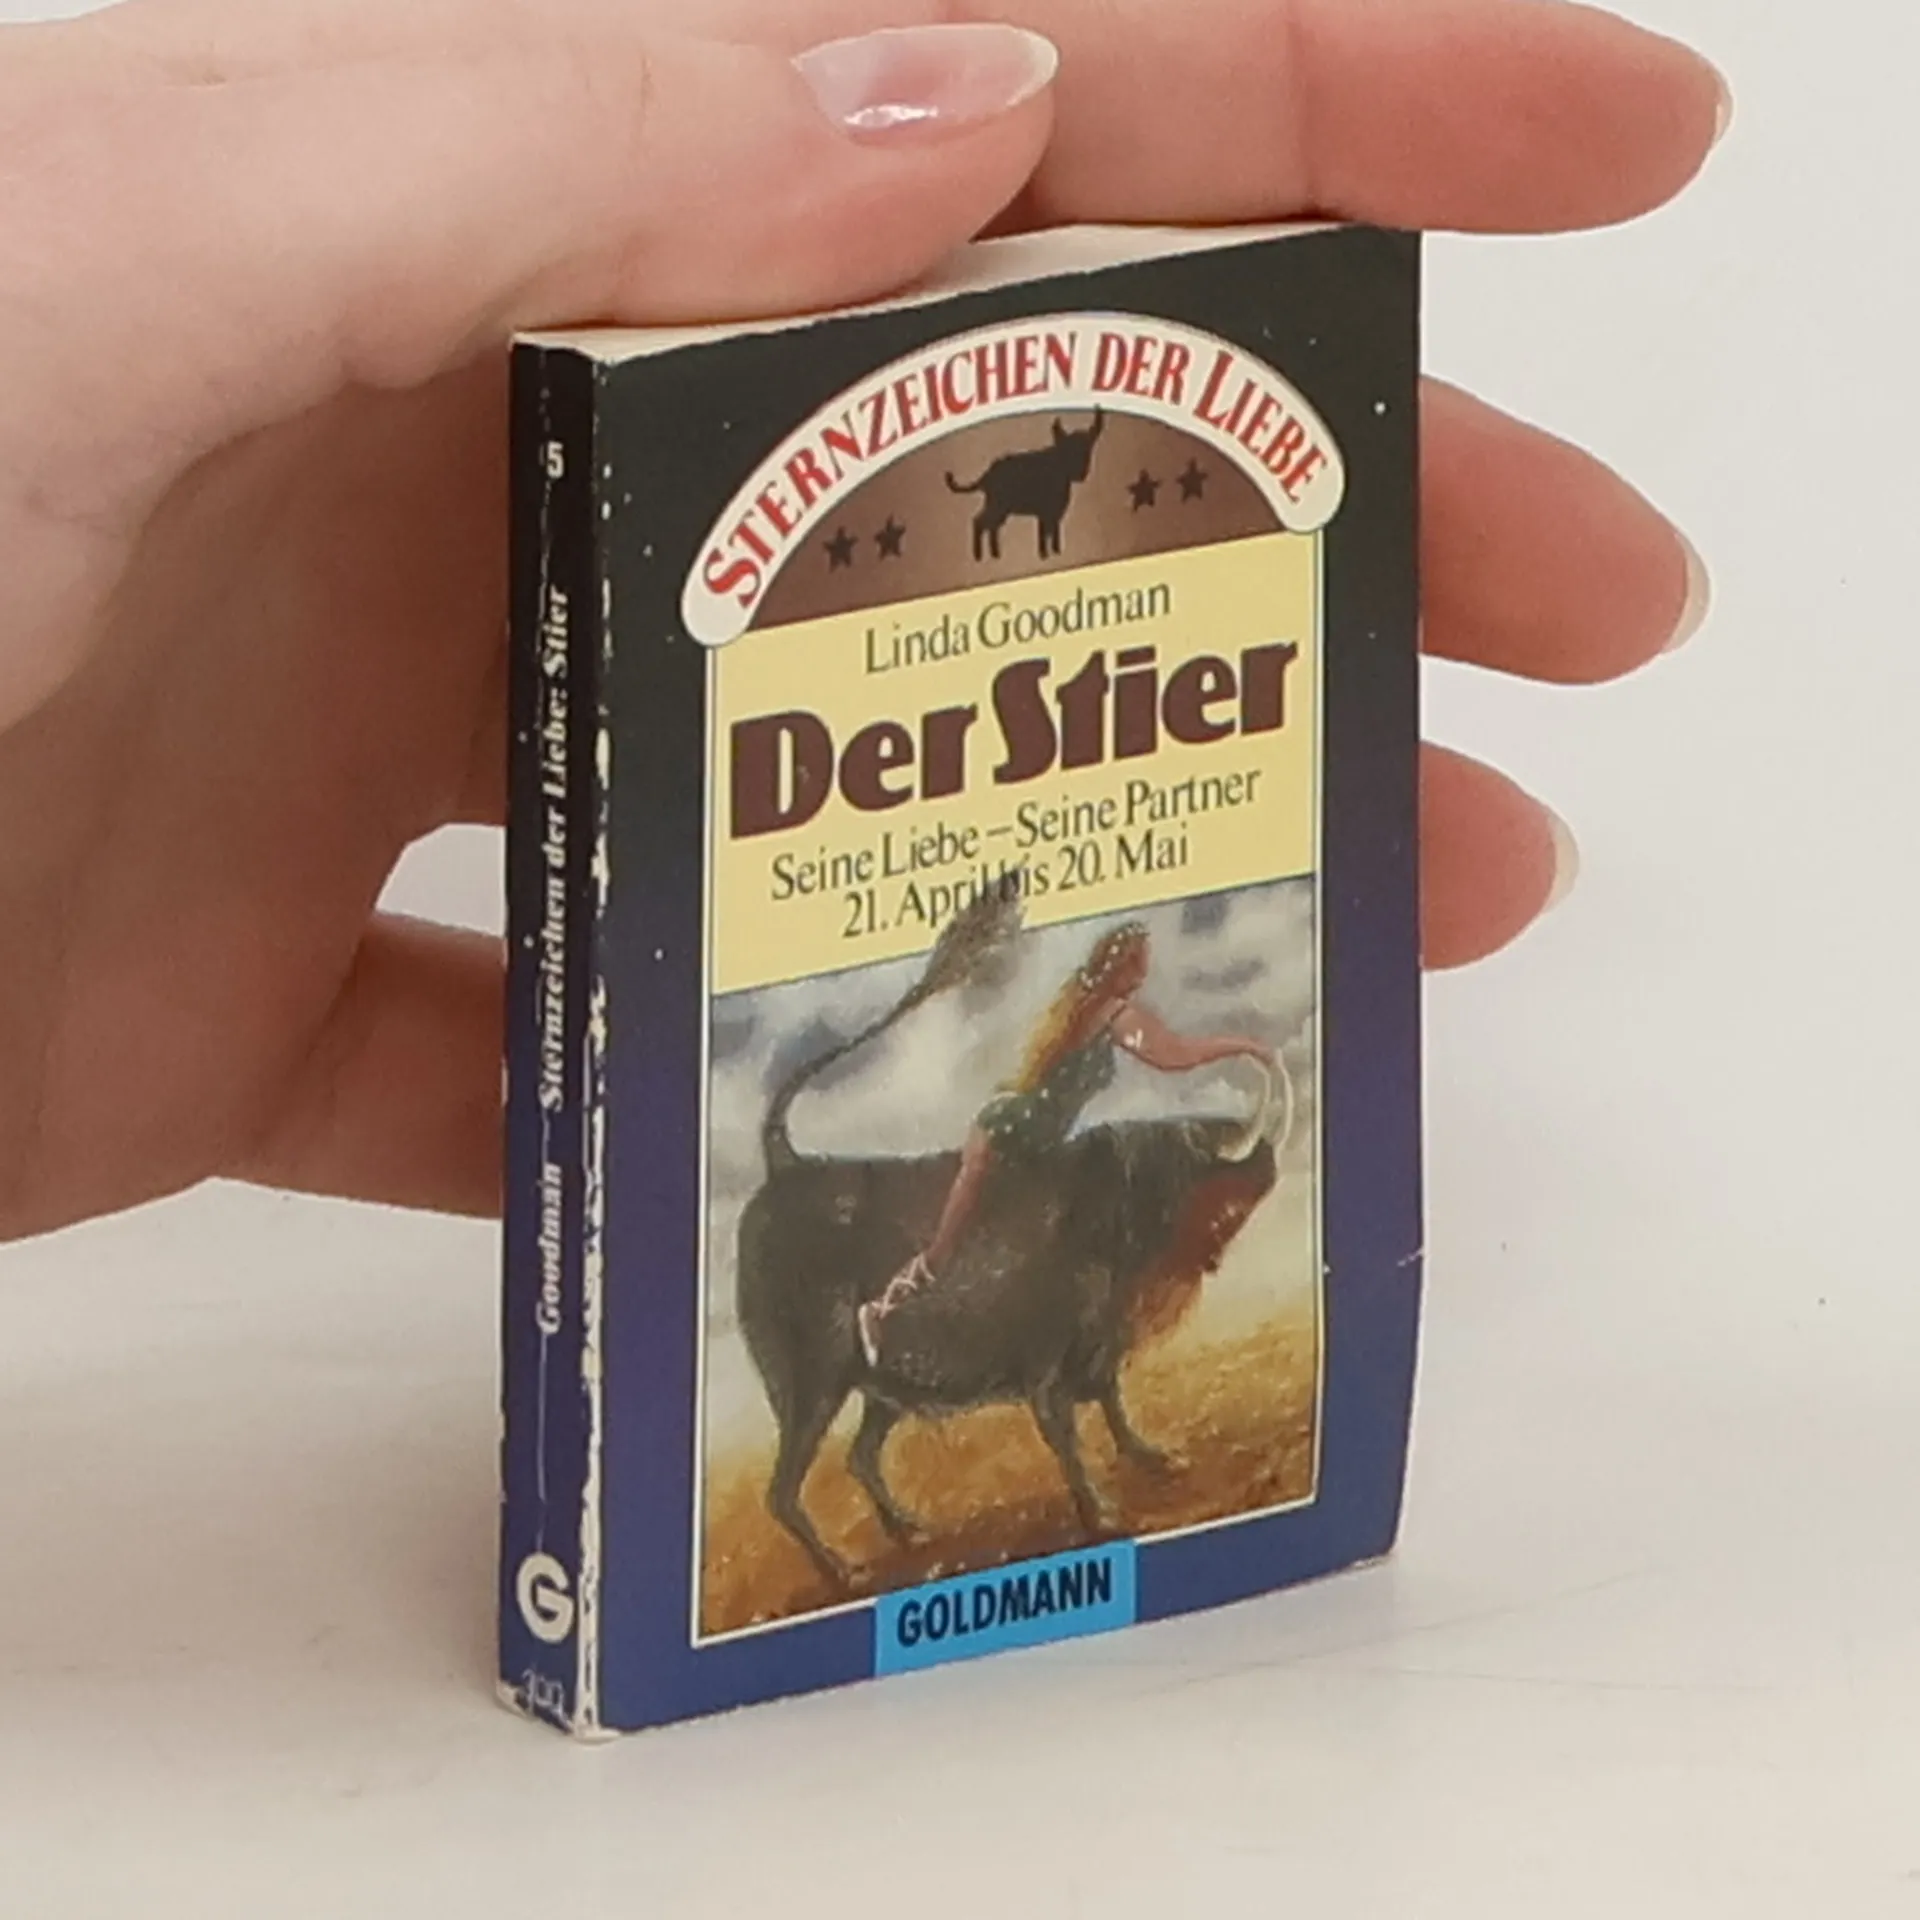 STERNZEICHEN DER LIEBE
Linda Goodman
Der Stier
Seine Liebe – Seine Partner
21. April bis 20. Mai
GOLDMANN
Goodman Sternzeichen der Liebe: Stier 5
G